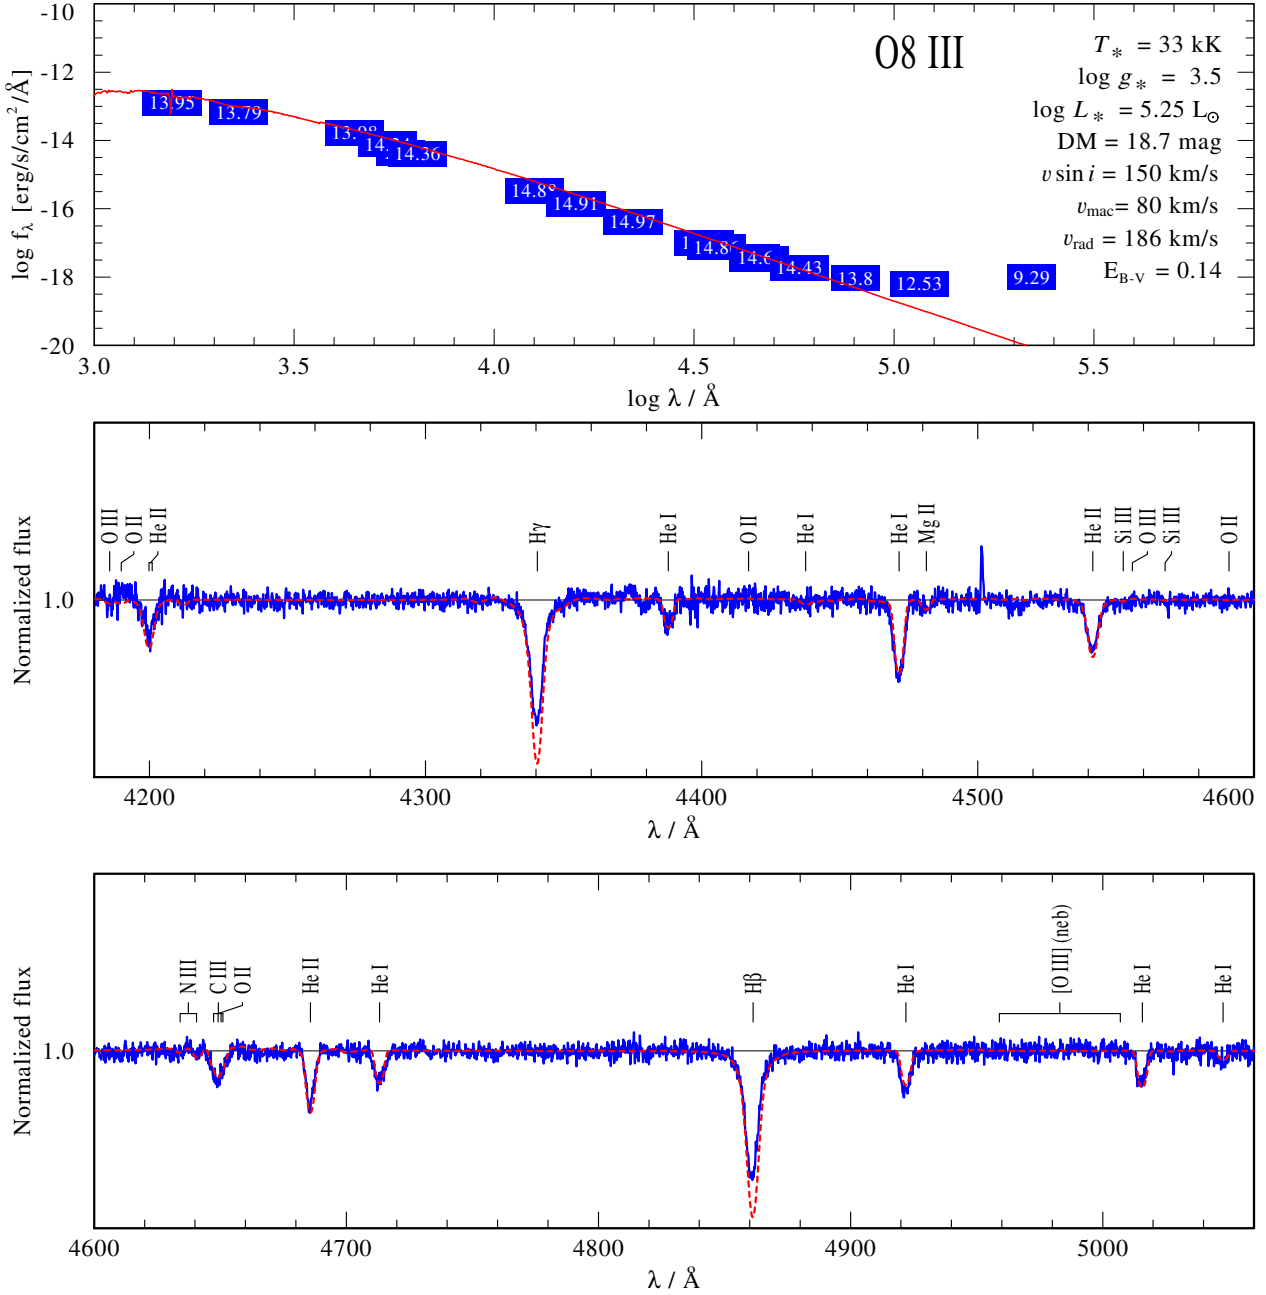 O8 III
T* = 33 kK
log g* = 3.5
log L* = 5.25 L⊙
DM = 18.7 mag
v sin i = 150 km/s
vmac= 80 km/s
vrad = 186 km/s
EB-V = 0.14
log fλ [erg/s/cm²/Å]
-10
-12
-14
-16
-18
-20
13.95
13.79
13.98
14.36
14.91
14.97
14.43
13.8
12.53
9.29
3.0 3.5 4.0 4.5 5.0 5.5
log λ / Å
Normalized flux
1.0
O III
O II
He II
Hγ
He I
O II
He I
He I
Mg II
He II
Si III
O III
Si III
O II
4200 4300 4400 4500 4600
λ / Å
Normalized flux
1.0
N III
C III
O II
He II
He I
Hβ
He I
[O III] (neb)
He I
He I
4600 4700 4800 4900 5000
λ / Å